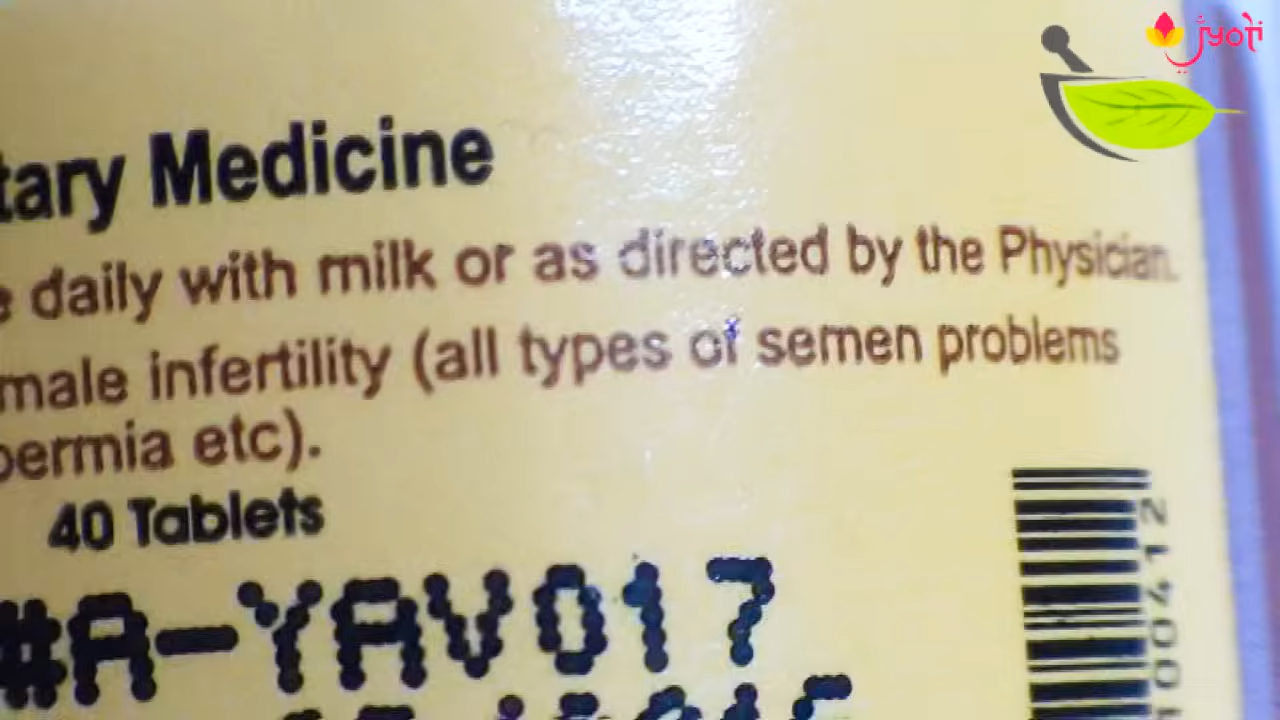 jyoti
tary Medicine
e daily with milk or as directed by the Physician.
male infertility (all types of semen problems
permia etc).
40 Tablets
#A-YAV017
100412